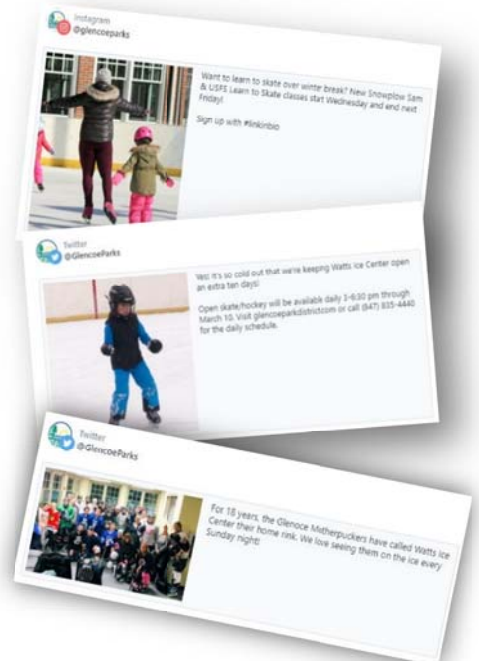 Instagram
@glencoeparks
Want to learn to skate over winter break? New Snowplow Sam
& USFS Learn to Skate classes start Wednesday and end next
Friday!
Sign up with #linkinbio
Twitter
@GlencoeParks
Yes! It's so cold out that we're keeping Watts Ice Center open
an extra ten days!
Open skate/hockey will be available daily 3-6:30 pm through
March 10. Visit glencoeparkdistrict.com or call (847) 835-4440
for the daily schedule.
Twitter
@GlencoeParks
For 18 years, the Glenoce Motherpuckers have called Watts Ice
Center their home rink. We love seeing them on the ice every
Sunday night!